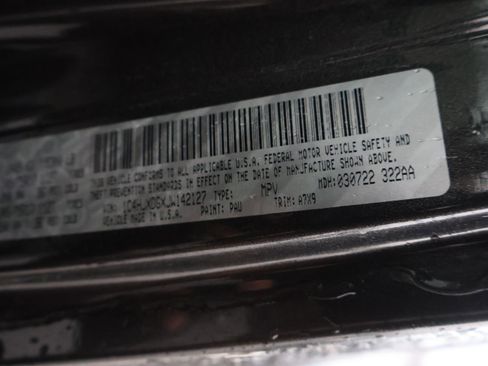 THIS VEHICLE CONFORMS TO ALL APPLICABLE U.S.A. FEDERAL MOTOR VEHICLE SAFETY AND
THEFT PREVENTION STANDARDS IN EFFECT ON THE DATE OF MANUFACTURE SHOWN ABOVE.
VIN: 1C4HJXDGXJW142127 TYPE: MPV MDH: 030722 322AA
VEHICLE MADE IN U.S.A. PAINT: PAU TRIM: A7X9